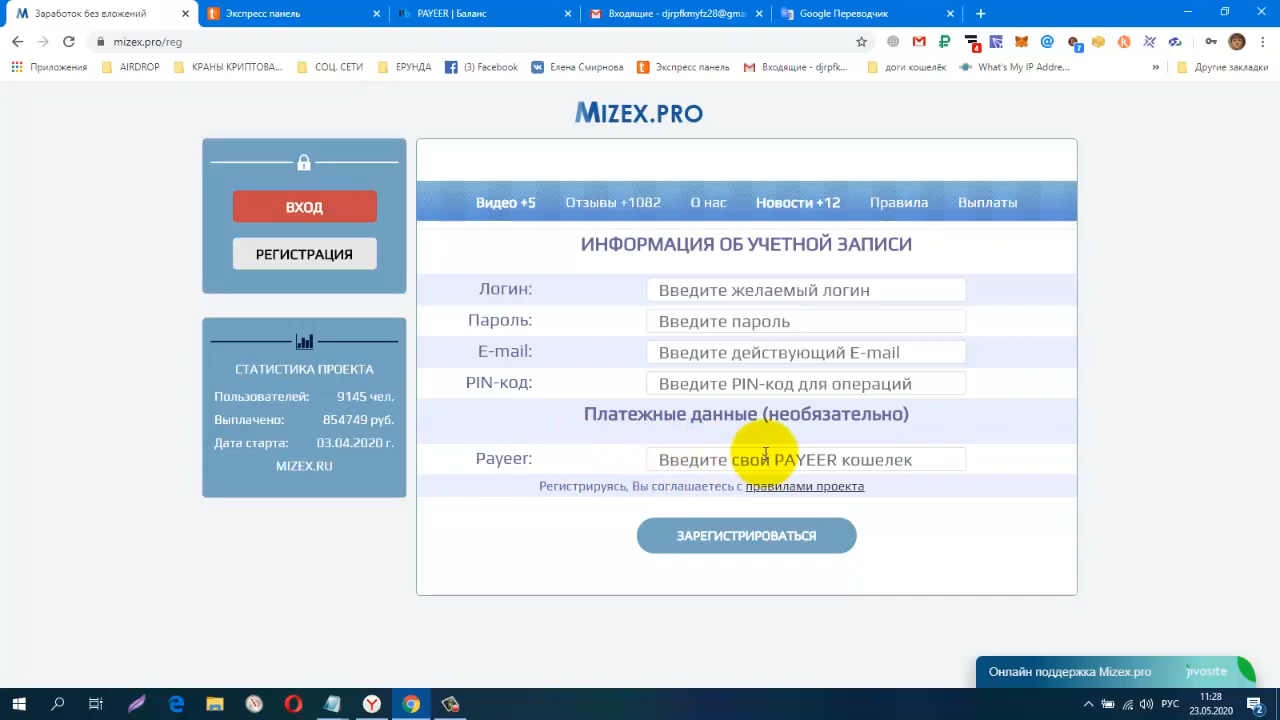 Заработок без вложений
Экспресс панель
PAYEER | Баланс
Входящие - djrpfkmyfz28@gma
Google Переводчик
mizex.pro/reg
4
7
Приложения
AIRDROP
КРАНЫ КРИПТОВА...
СОЦ. СЕТИ
ЕРУНДА
(3) Facebook
Елена Смирнова
Экспресс панель
Входящие - djrpfk...
доги кошелёк
What's My IP Addre...
Другие закладки
MIZEX.PRO
ВХОД
РЕГИСТРАЦИЯ
СТАТИСТИКА ПРОЕКТА
Пользователей: 9145 чел.
Выплачено: 854749 руб.
Дата старта: 03.04.2020 г.
MIZEX.RU
Видео +5 Отзывы +1082 О нас Новости +12 Правила Выплаты
ИНФОРМАЦИЯ ОБ УЧЕТНОЙ ЗАПИСИ
Логин: Введите желаемый логин
Пароль: Введите пароль
E-mail: Введите действующий E-mail
PIN-код: Введите PIN-код для операций
Платежные данные (необязательно)
Payeer: Введите свой PAYEER кошелек
Регистрируясь, Вы соглашаетесь с правилами проекта
ЗАРЕГИСТРИРОВАТЬСЯ
Онлайн поддержка Mizex.pro jivosite
РУС
11:28
23.05.2020
2